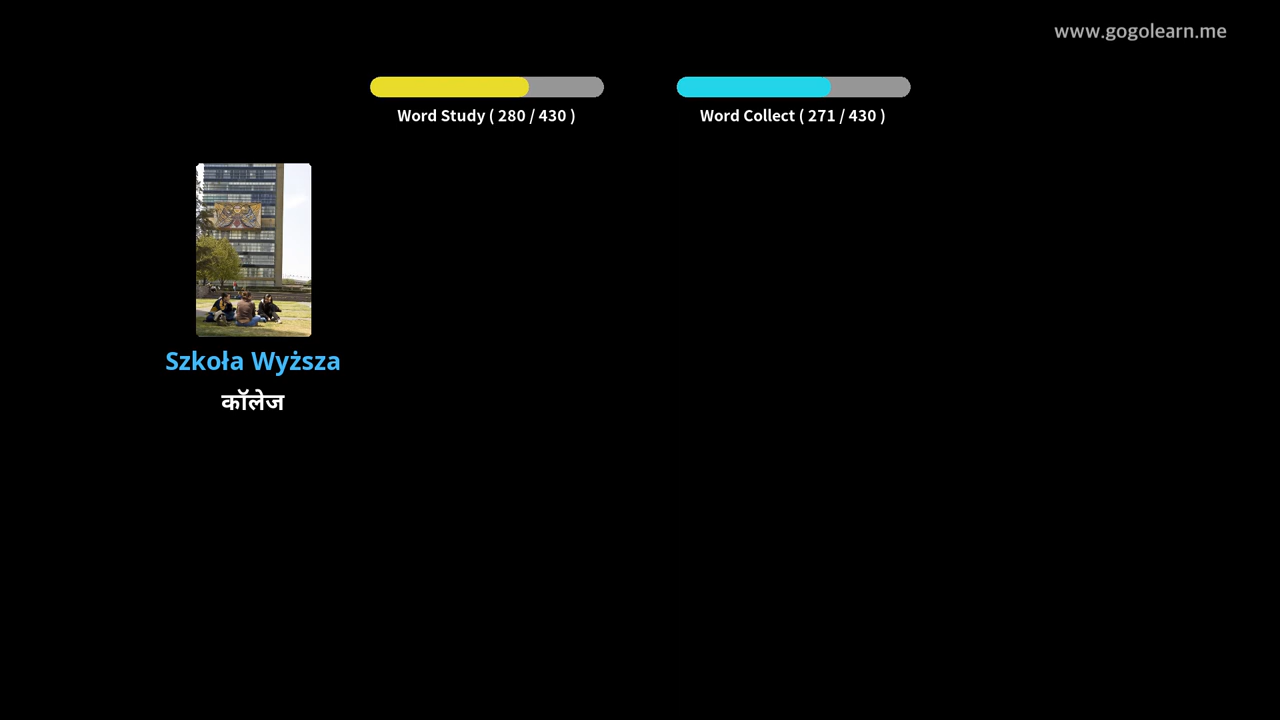 www.gogolearn.me
Word Study ( 280 / 430 )
Word Collect ( 271 / 430 )
Szkoła Wyższa
कॉलेज